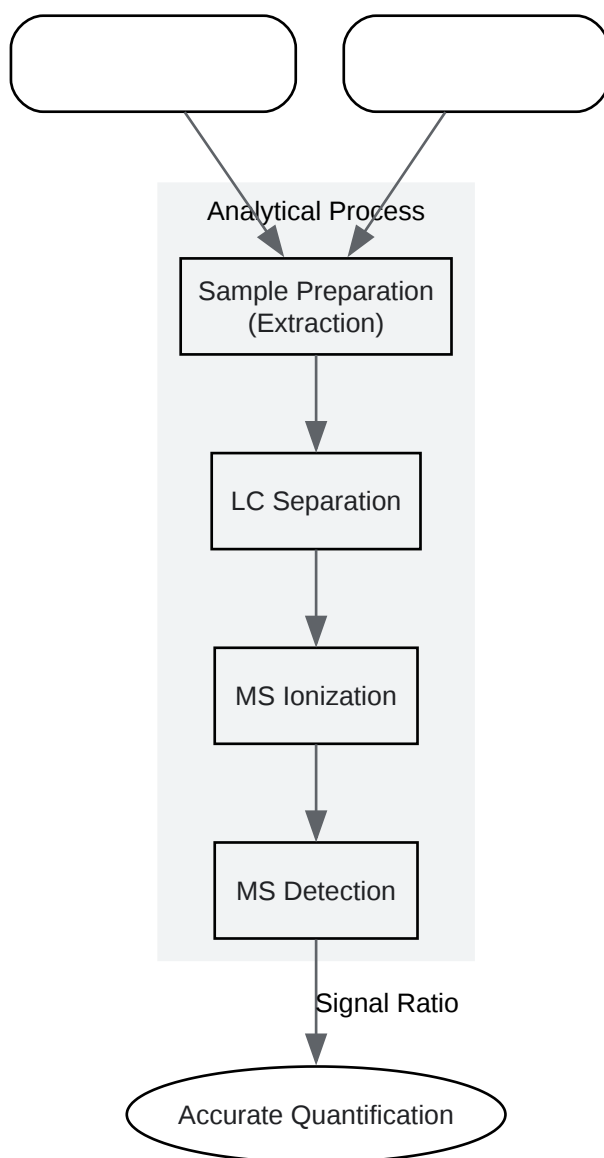 Analytical Process
Sample Preparation
(Extraction)
LC Separation
MS Ionization
MS Detection
Signal Ratio
Accurate Quantification